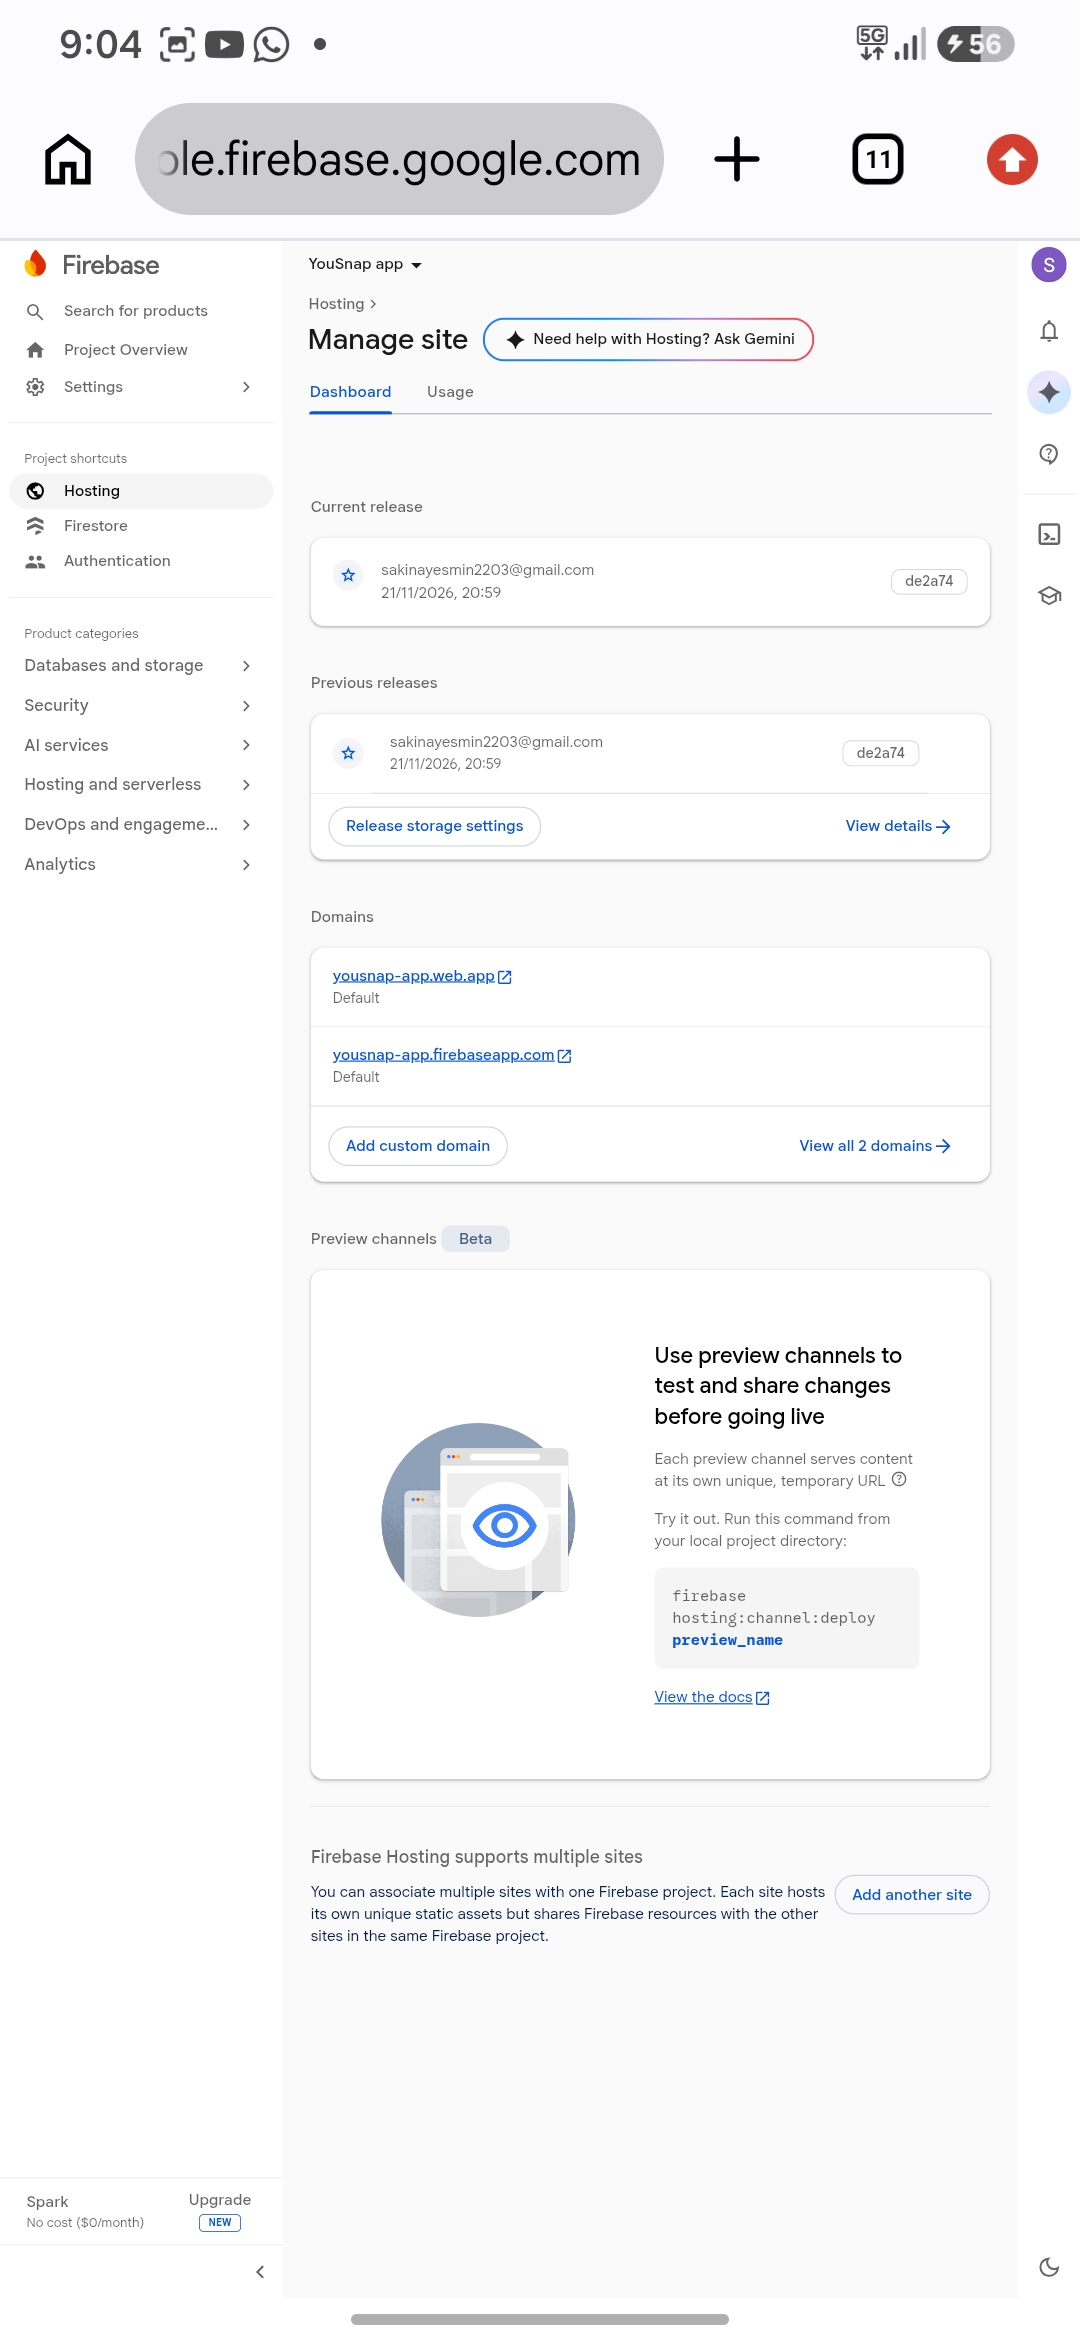 9:04
5G
56
ole.firebase.google.com
11
Firebase
Search for products
Project Overview
Settings
Project shortcuts
Hosting
Firestore
Authentication
Product categories
Databases and storage
Security
AI services
Hosting and serverless
DevOps and engageme...
Analytics
Spark
No cost ($0/month)
Upgrade
NEW
YouSnap app
Hosting
Manage site
Need help with Hosting? Ask Gemini
Dashboard
Usage
Current release
sakinayesmin2203@gmail.com
21/11/2026, 20:59
de2a74
Previous releases
sakinayesmin2203@gmail.com
21/11/2026, 20:59
de2a74
Release storage settings
View details
Domains
yousnap-app.web.app
Default
yousnap-app.firebaseapp.com
Default
Add custom domain
View all 2 domains
Preview channels
Beta
Use preview channels to
test and share changes
before going live
Each preview channel serves content
at its own unique, temporary URL
Try it out. Run this command from
your local project directory:
firebase
hosting:channel:deploy
preview_name
View the docs
Firebase Hosting supports multiple sites
You can associate multiple sites with one Firebase project. Each site hosts
its own unique static assets but shares Firebase resources with the other
sites in the same Firebase project.
Add another site
S